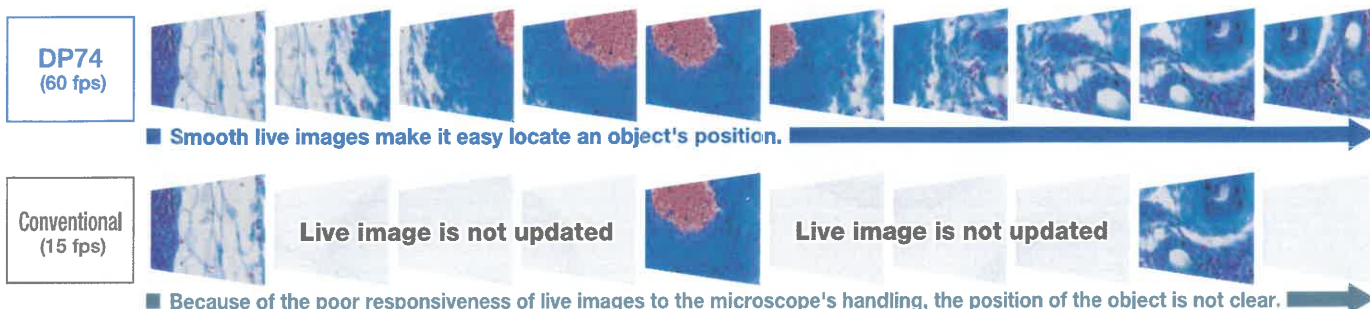 DP74
(60 fps)
■ Smooth live images make it easy locate an object's position.
Conventional
(15 fps)
Live image is not updated
Live image is not updated
■ Because of the poor responsiveness of live images to the microscope's handling, the position of the object is not clear.